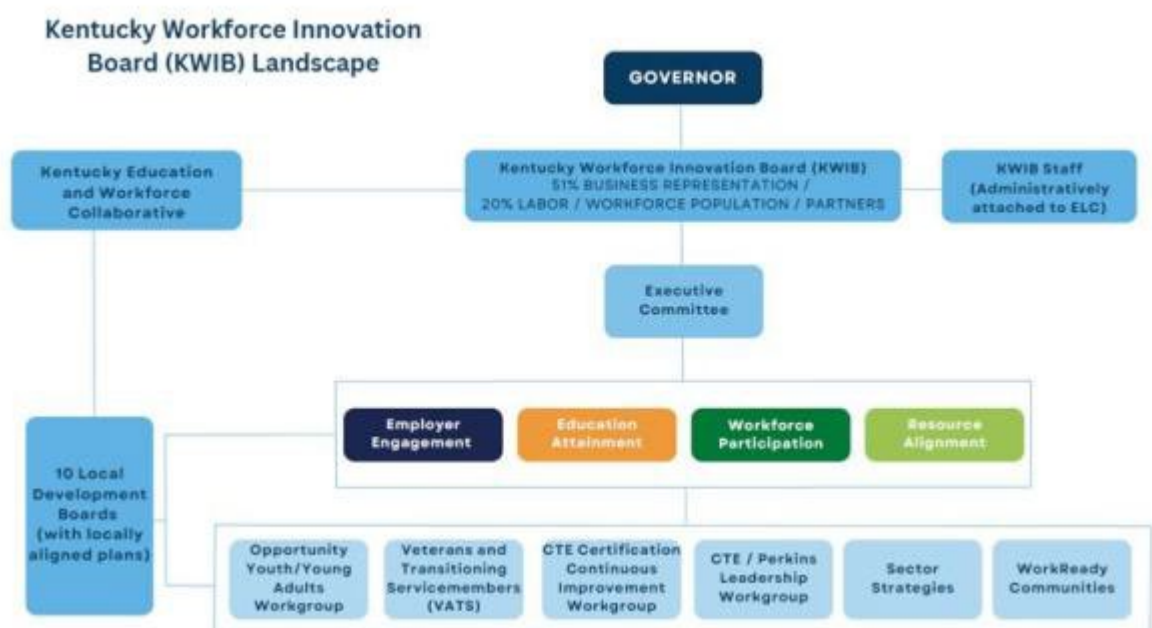 Kentucky Workforce Innovation
Board (KWIB) Landscape
GOVERNOR
Kentucky Education
and Workforce
Collaborative
Kentucky Workforce Innovation Board (KWIB)
51% BUSINESS REPRESENTATION /
20% LABOR / WORKFORCE POPULATION / PARTNERS
KWIB Staff
(Administratively
attached to ELC)
Executive
Committee
Employer
Engagement
Education
Attainment
Workforce
Participation
Resource
Alignment
10 Local
Development
Boards
(with locally
aligned plans)
Opportunity
Youth/Young
Adults
Workgroup
Veterans and
Transitioning
Servicemembers
(VATS)
CTE Certification
Continuous
Improvement
Workgroup
CTE / Perkins
Leadership
Workgroup
Sector
Strategies
WorkReady
Communities